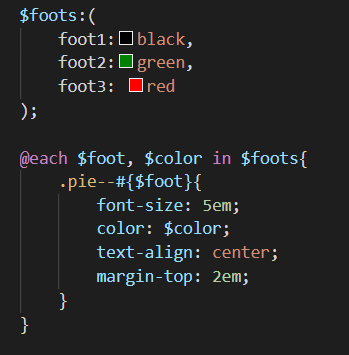 $foots:(
    foot1: black,
    foot2: green,
    foot3:  red
);

@each $foot, $color in $foots{
    .pie--#{$foot}{
        font-size: 5em;
        color: $color;
        text-align: center;
        margin-top: 2em;
    }
}